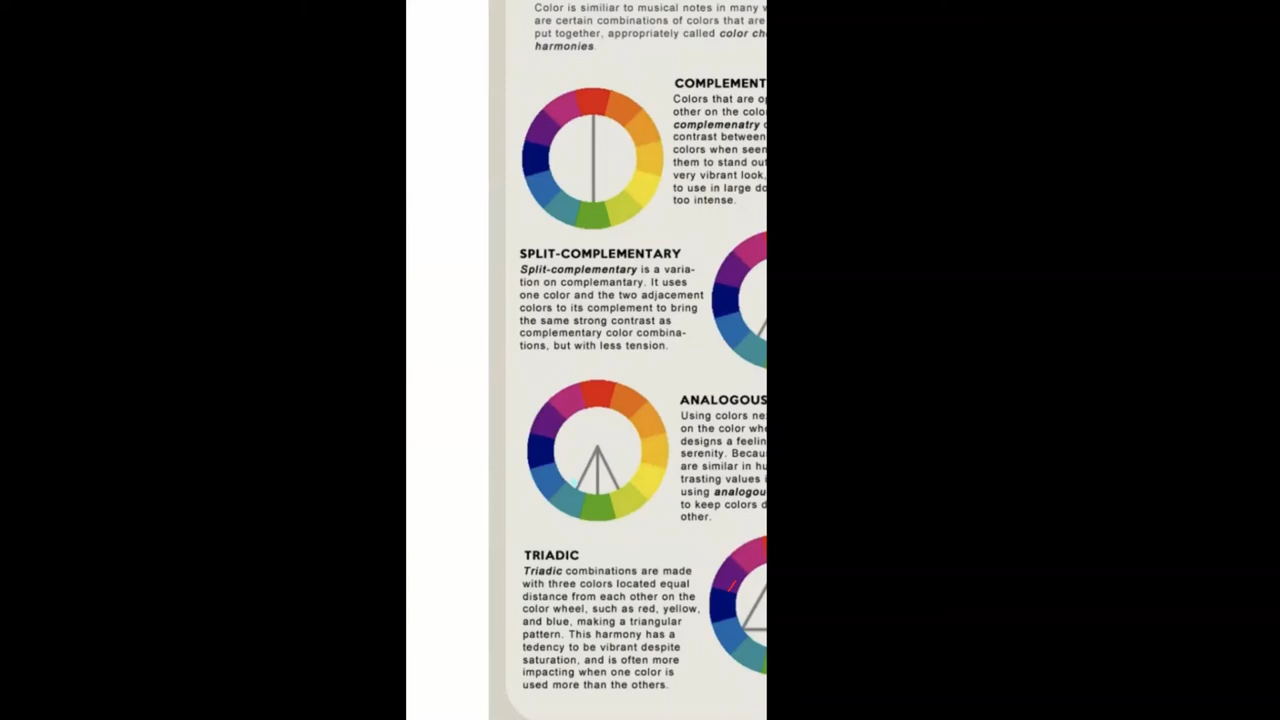 Color is similiar to musical notes in many
are certain combinations of colors that are
put together, appropriately called color
harmonies.
COMPLEMENT
Colors that are
other on the
complemenatry
contrast between
colors when seen
them to stand
very vibrant look.
to use in large
too intense.
SPLIT-COMPLEMENTARY
Split-complementary is a varia-
tion on complemantary. It uses
one color and the two adjacement
colors to its complement to bring
the same strong contrast as
complementary color combina-
tions, but with less tension.
ANALOGOUS
Using colors
on the color
designs a
serenity.
are similar in
trasting values
using
to keep colors
other.
TRIADIC
Triadic combinations are made
with three colors located equal
distance from each other on the
color wheel, such as red, yellow,
and blue, making a triangular
pattern. This harmony has a
tedency to be vibrant despite
saturation, and is often more
impacting when one color is
used more than the others.